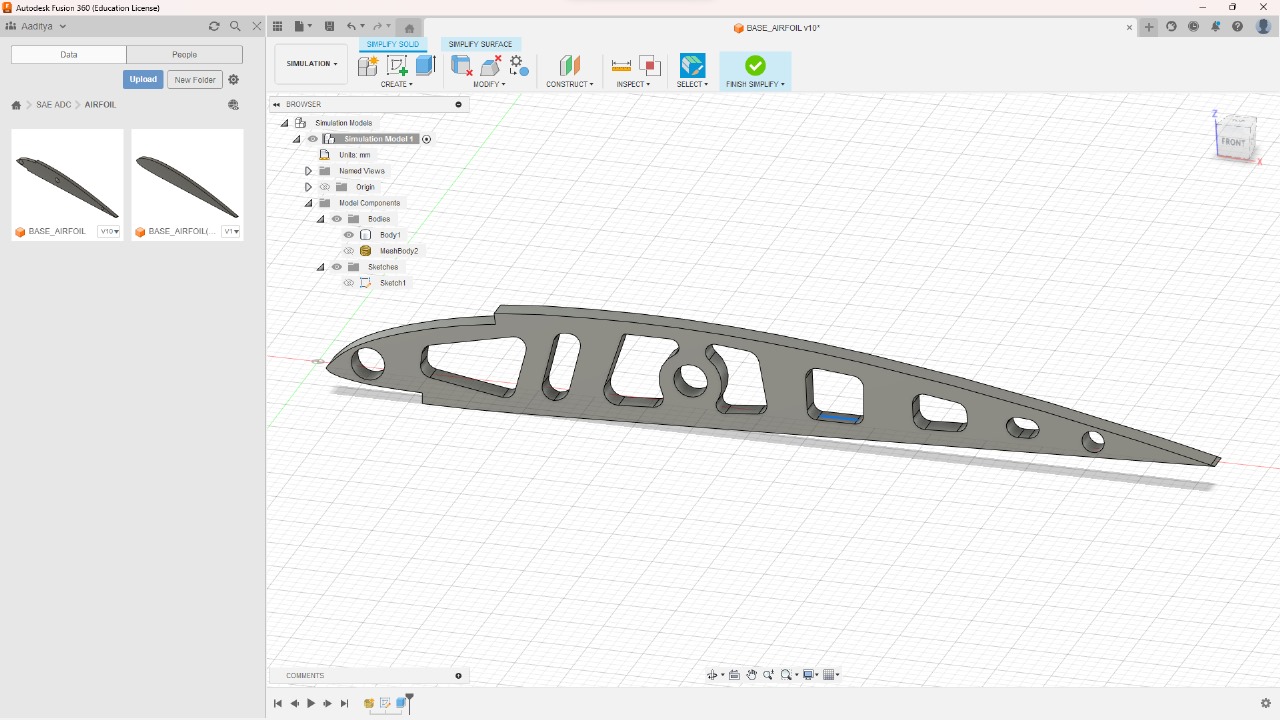 Autodesk Fusion 360 (Education License)
Aaditya
BASE_AIRFOIL v10*
Data
People
SIMPLIFY SOLID
SIMPLIFY SURFACE
SIMULATION
Upload
New Folder
CREATE
MODIFY
CONSTRUCT
INSPECT
SELECT
FINISH SIMPLIFY
SAE ADC
AIRFOIL
BROWSER
Simulation Models
Simulation Model 1
Units: mm
Named Views
Origin
Model Components
Bodies
Body1
MeshBody2
Sketches
Sketch1
BASE_AIRFOIL
V10
BASE_AIRFOIL(...
V1
Z
FRONT
X
COMMENTS